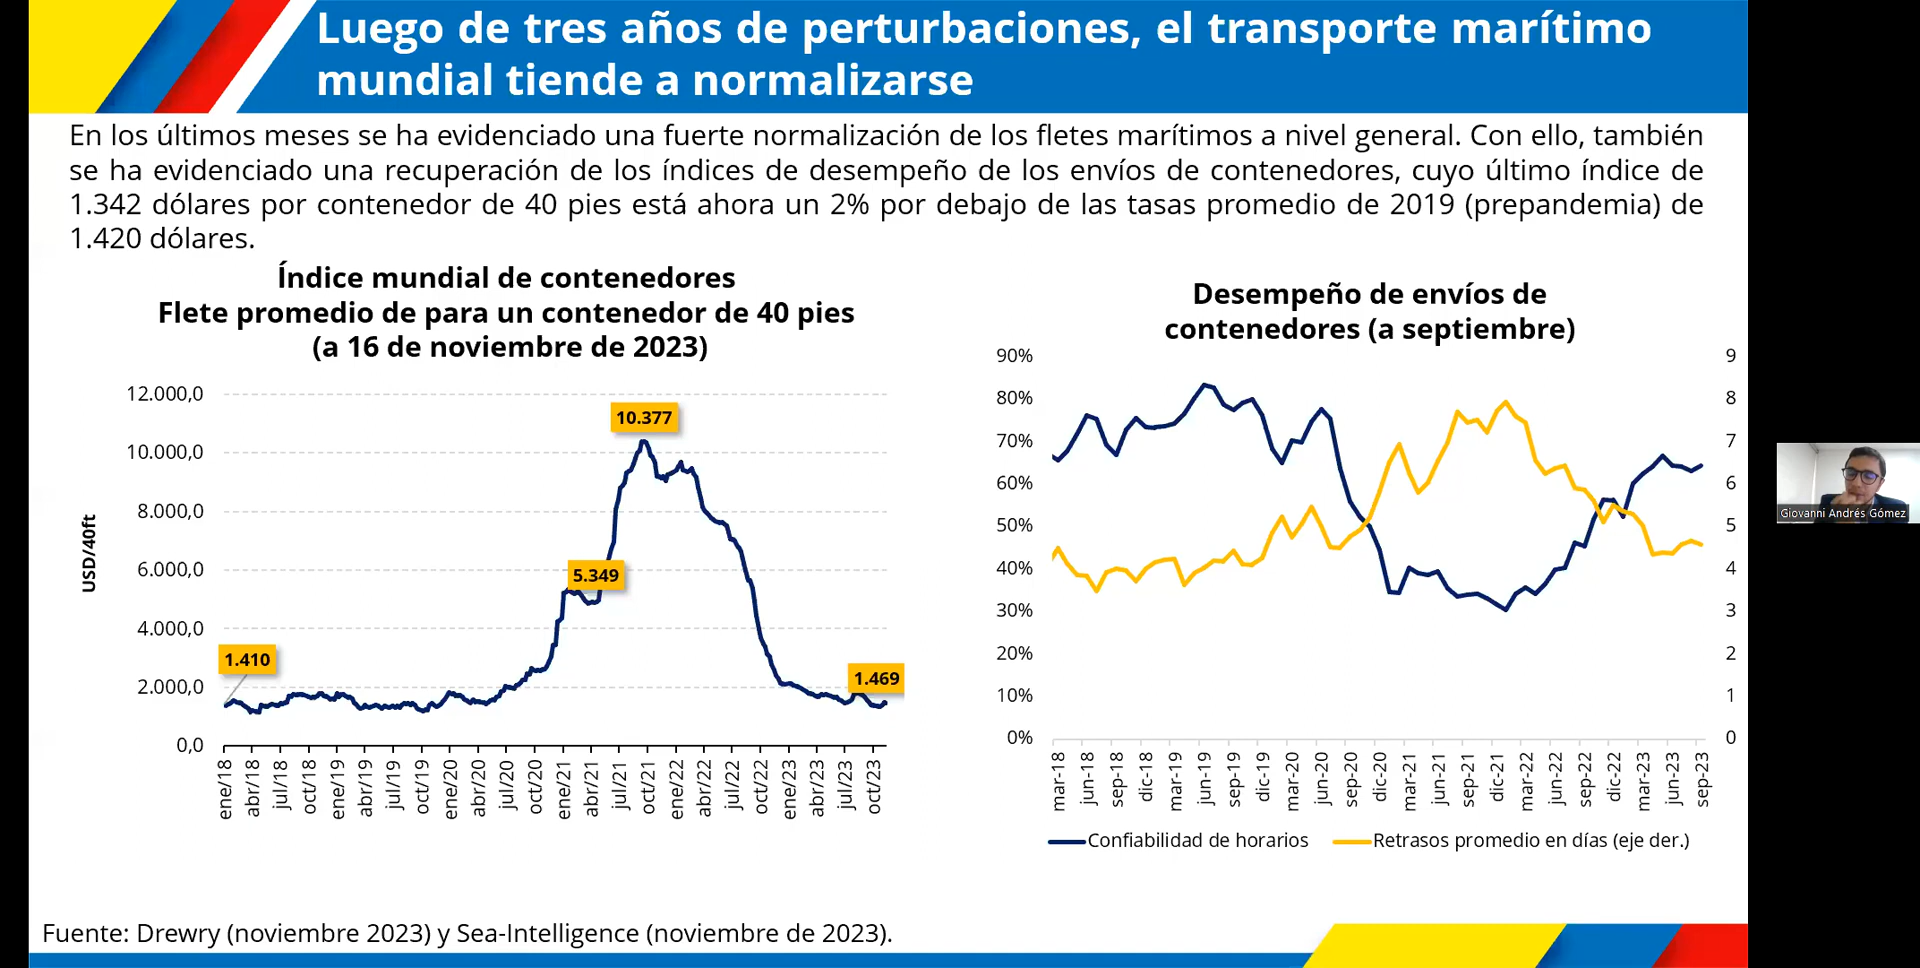 Luego de tres años de perturbaciones, el transporte marítimo
mundial tiende a normalizarse
En los últimos meses se ha evidenciado una fuerte normalización de los fletes marítimos a nivel general. Con ello, también
se ha evidenciado una recuperación de los índices de desempeño de los envíos de contenedores, cuyo último índice de
1.342 dólares por contenedor de 40 pies está ahora un 2% por debajo de las tasas promedio de 2019 (prepandemia) de
1.420 dólares.
Índice mundial de contenedores
Flete promedio de para un contenedor de 40 pies
(a 16 de noviembre de 2023)
USD/40ft
12.000,0
10.000,0
8.000,0
6.000,0
4.000,0
2.000,0
0,0
1.410
5.349
10.377
1.469
ene/18
abr/18
jul/18
oct/18
ene/19
abr/19
jul/19
oct/19
ene/20
abr/20
jul/20
oct/20
ene/21
abr/21
jul/21
oct/21
ene/22
abr/22
jul/22
oct/22
ene/23
abr/23
jul/23
oct/23
Desempeño de envíos de
contenedores (a septiembre)
90%
80%
70%
60%
50%
40%
30%
20%
10%
0%
9
8
7
6
5
4
3
2
1
0
mar-18
jun-18
sep-18
dic-18
mar-19
jun-19
sep-19
dic-19
mar-20
jun-20
sep-20
dic-20
mar-21
jun-21
sep-21
dic-21
mar-22
jun-22
sep-22
dic-22
mar-23
jun-23
sep-23
Confiabilidad de horarios
Retrasos promedio en días (eje der.)
Fuente: Drewry (noviembre 2023) y Sea-Intelligence (noviembre de 2023).
Giovanni Andrés Gómez